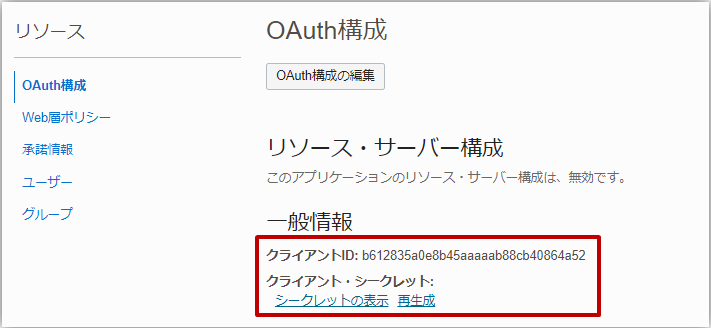 リソース
OAuth構成
Web層ポリシー
承諾情報
ユーザー
グループ
OAuth構成
OAuth構成の編集
リソース・サーバー構成
このアプリケーションのリソース・サーバー構成は、無効です。
一般情報
クライアントID: b612835a0e8b45aaaaab88cb40864a52
クライアント・シークレット:
シークレットの表示 再生成